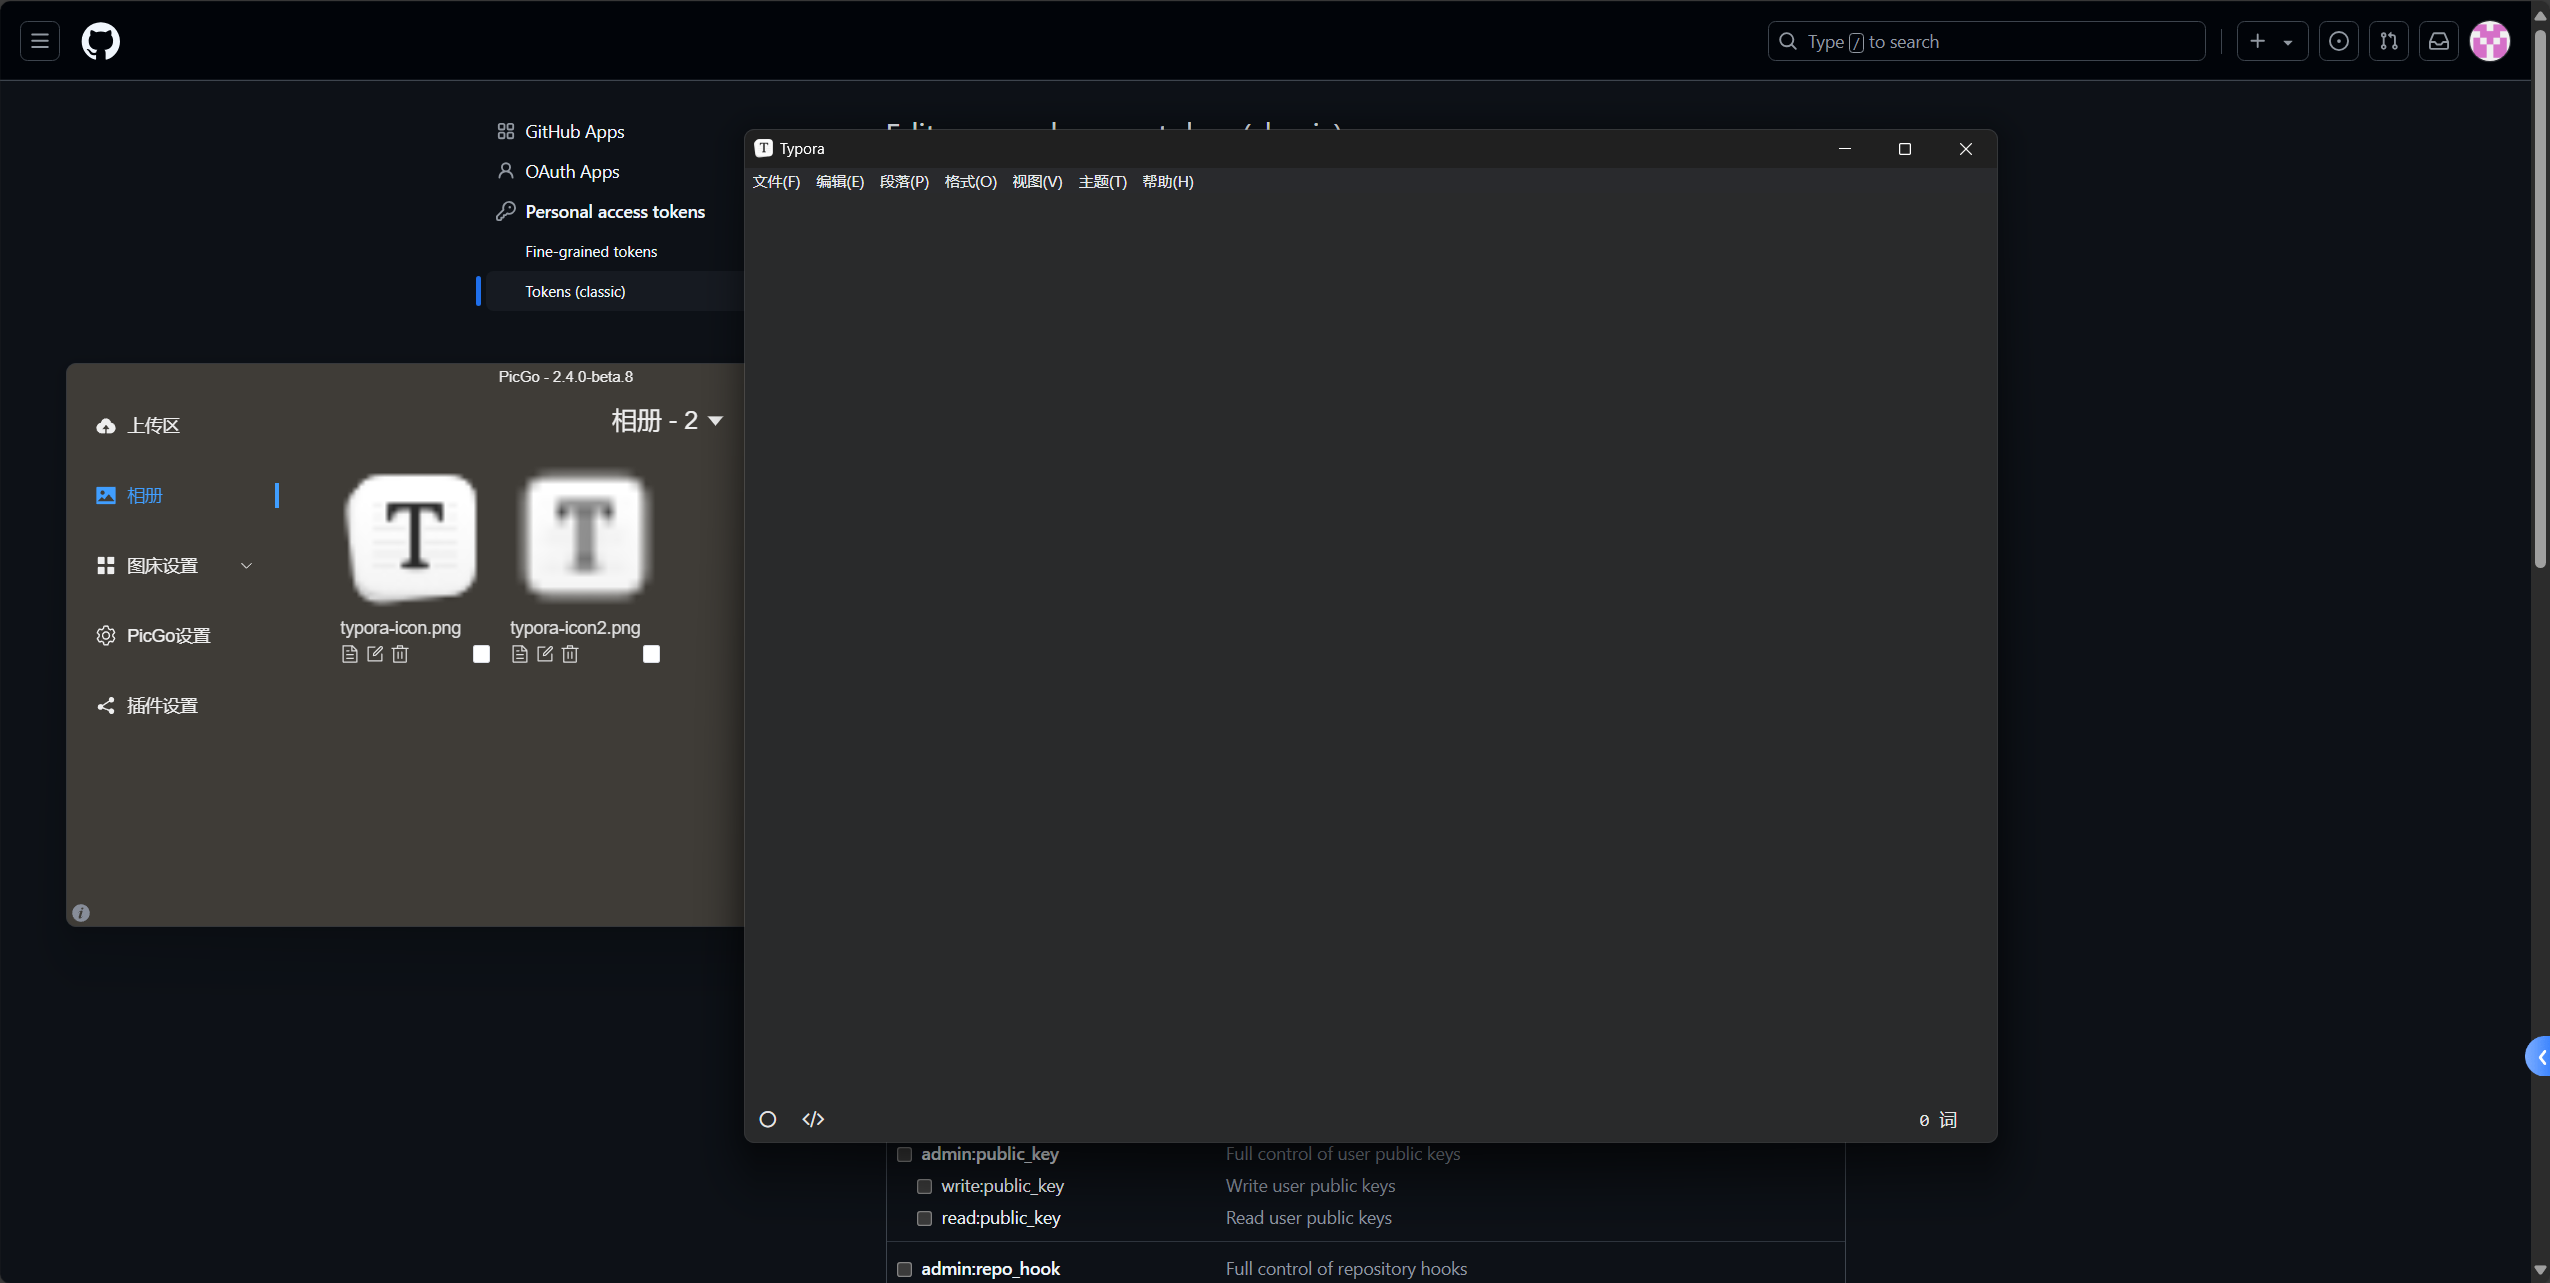 Type / to search
GitHub Apps
OAuth Apps
Personal access tokens
Fine-grained tokens
Tokens (classic)
PicGo - 2.4.0-beta.8
上传区
相册
图床设置
PicGo设置
插件设置
相册 - 2
typora-icon.png
typora-icon2.png
Typora
文件(F) 编辑(E) 段落(P) 格式(O) 视图(V) 主题(T) 帮助(H)
0 词
admin:public_key Full control of user public keys
write:public_key Write user public keys
read:public_key Read user public keys
admin:repo_hook Full control of repository hooks